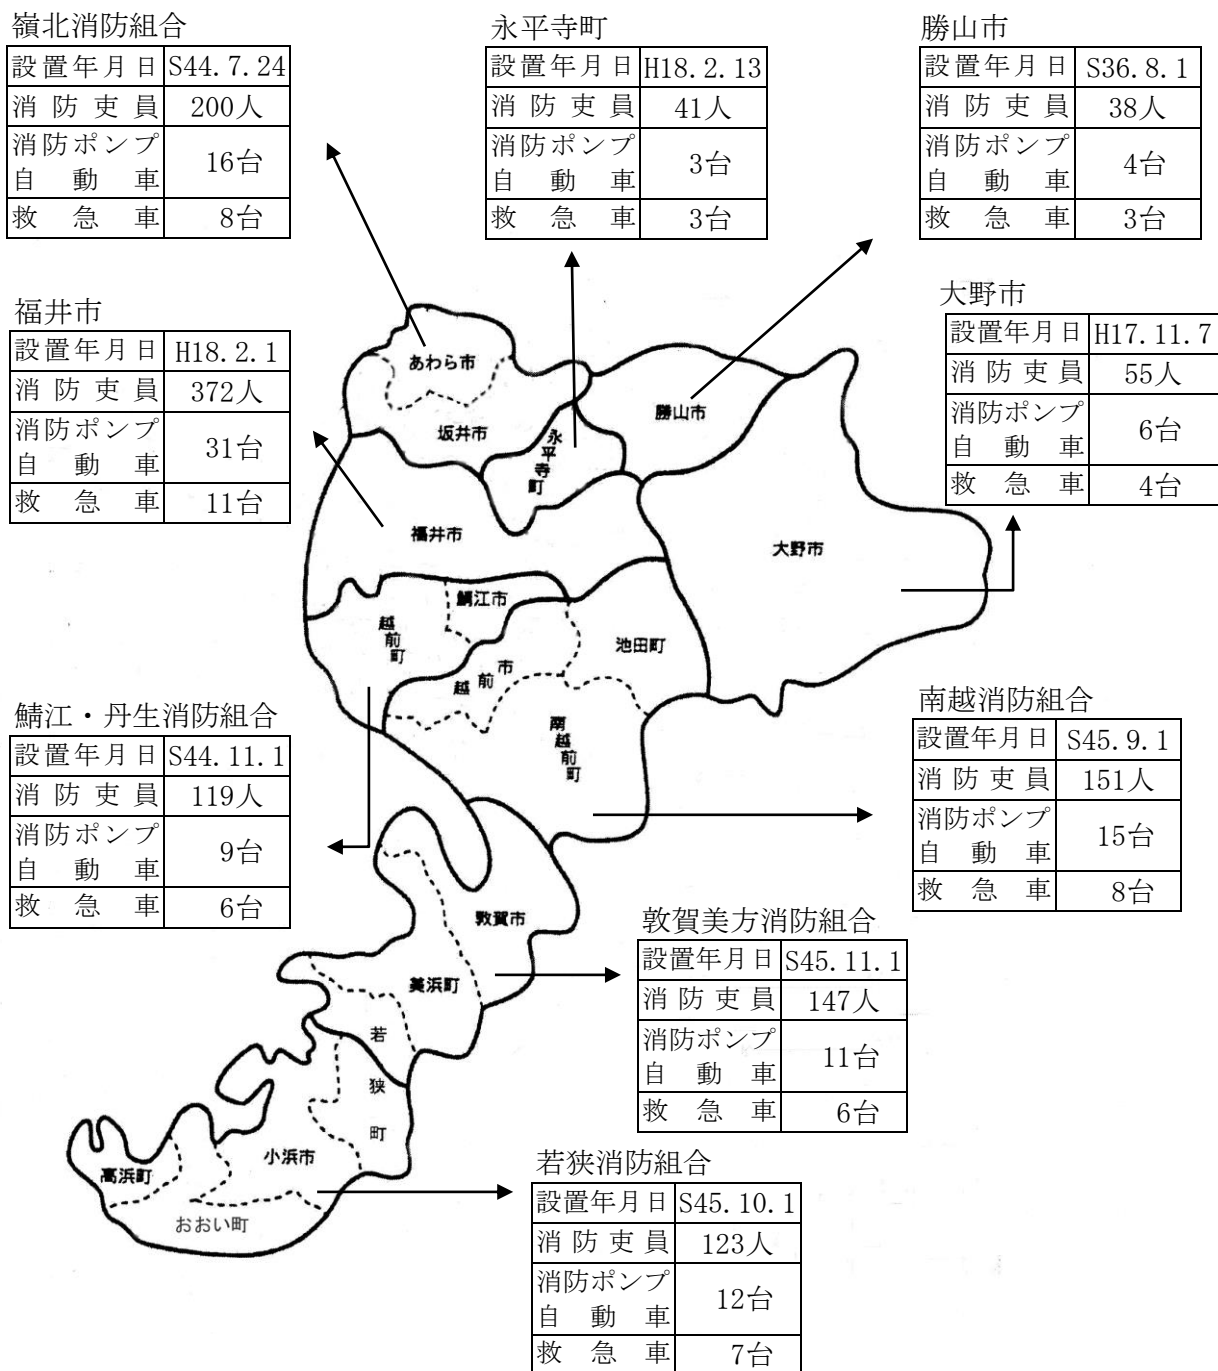 嶺北消防組合
設置年月日 S44.7.24
消防吏員 200人
消防ポンプ
自動車 16台
救急車 8台
永平寺町
設置年月日 H18.2.13
消防吏員 41人
消防ポンプ
自動車 3台
救急車 3台
勝山市
設置年月日 S36.8.1
消防吏員 38人
消防ポンプ
自動車 4台
救急車 3台
福井市
設置年月日 H18.2.1
消防吏員 372人
消防ポンプ
自動車 31台
救急車 11台
大野市
設置年月日 H17.11.7
消防吏員 55人
消防ポンプ
自動車 6台
救急車 4台
あわら市
坂井市
永平寺町
勝山市
福井市
大野市
鯖江市
越前町
池田町
越前市
南越前町
鯖江・丹生消防組合
設置年月日 S44.11.1
消防吏員 119人
消防ポンプ
自動車 9台
救急車 6台
南越消防組合
設置年月日 S45.9.1
消防吏員 151人
消防ポンプ
自動車 15台
救急車 8台
敦賀市
美浜町
若狭町
小浜市
高浜町
おおい町
敦賀美方消防組合
設置年月日 S45.11.1
消防吏員 147人
消防ポンプ
自動車 11台
救急車 6台
若狭消防組合
設置年月日 S45.10.1
消防吏員 123人
消防ポンプ
自動車 12台
救急車 7台